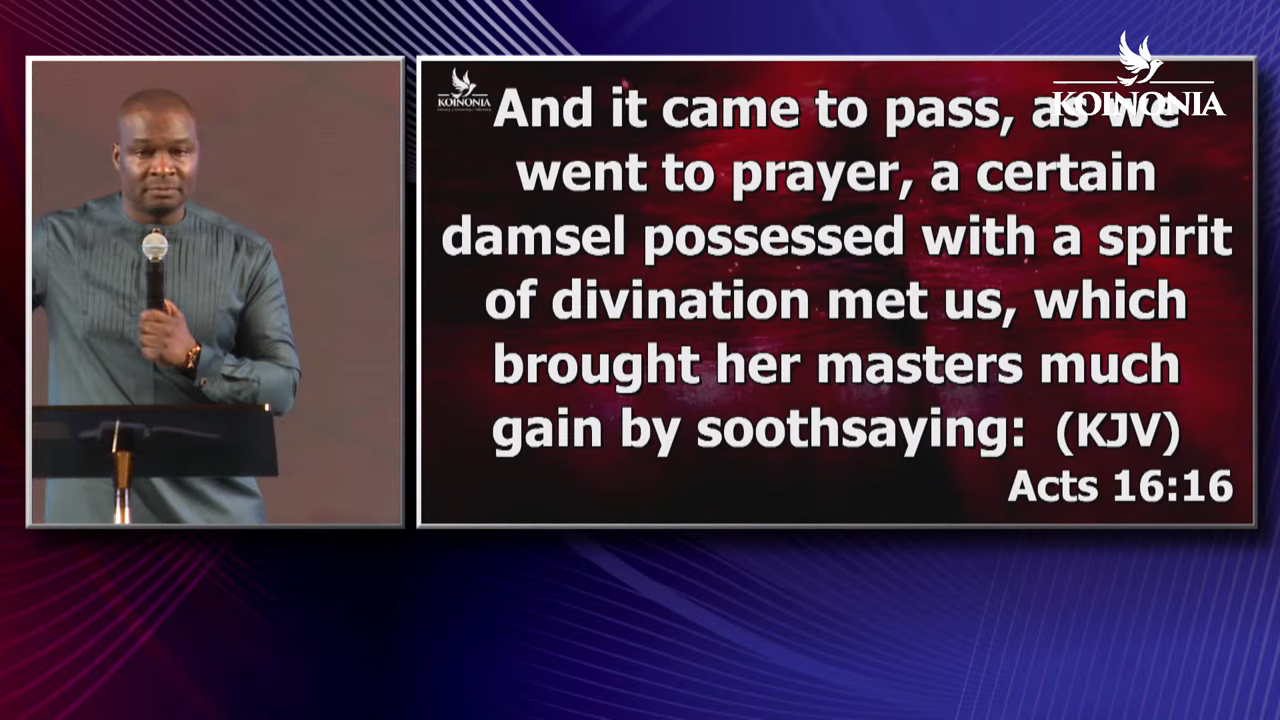 KOINONIA
KOINONIA
And it came to pass, as we
went to prayer, a certain
damsel possessed with a spirit
of divination met us, which
brought her masters much
gain by soothsaying: (KJV)
Acts 16:16